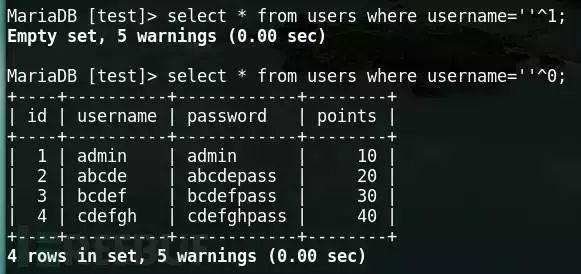 MariaDB [test]> select * from users where username=''^1;
Empty set, 5 warnings (0.00 sec)
MariaDB [test]> select * from users where username=''^0;
+----+----------+------------+--------+
| id | username | password   | points |
+----+----------+------------+--------+
|  1 | admin    | admin      |     10 |
|  2 | abcde    | abcdepass  |     20 |
|  3 | bcdef    | bcdefpass  |     30 |
|  4 | cdefgh   | cdefghpass |     40 |
+----+----------+------------+--------+
4 rows in set, 5 warnings (0.00 sec)